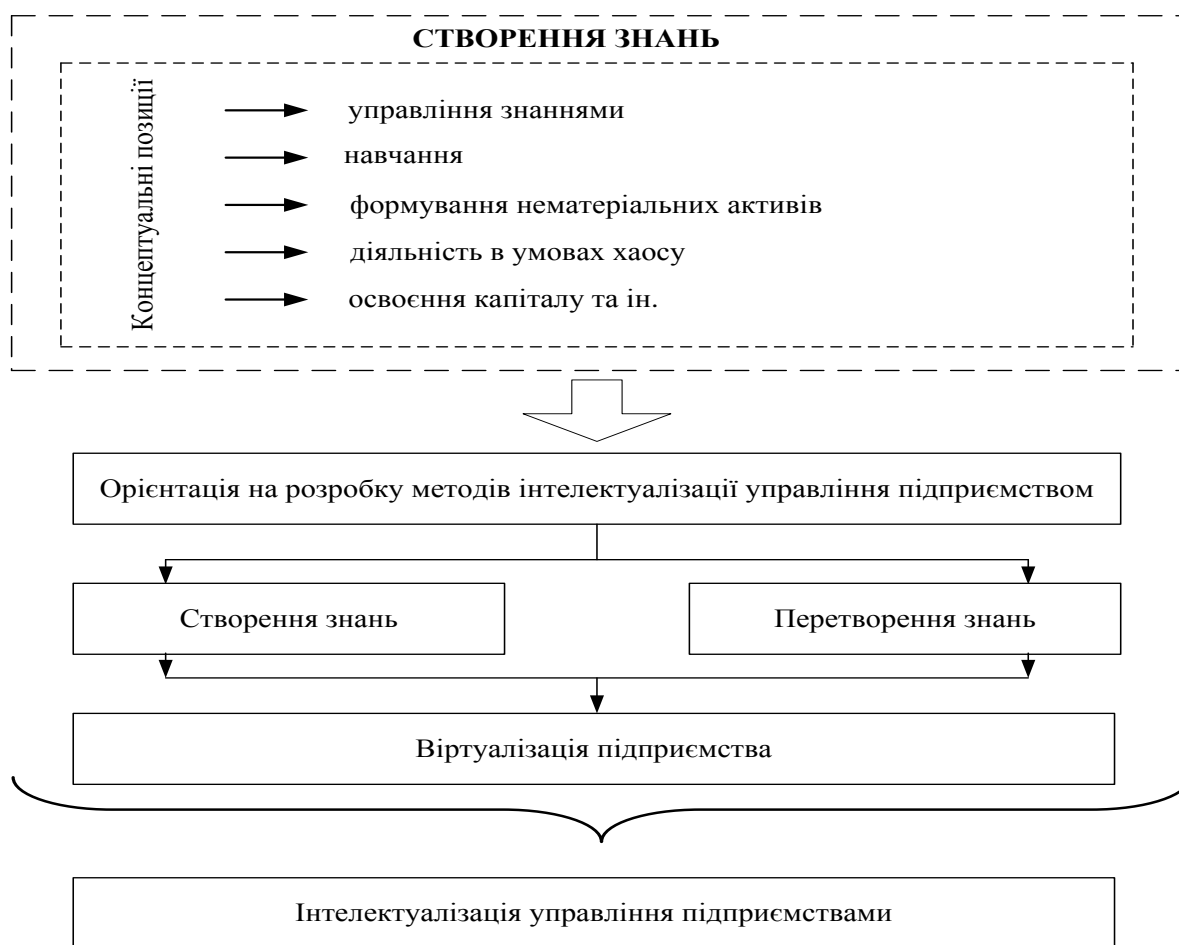 СТВОРЕННЯ ЗНАНЬ
Концептуальні позиції
управління знаннями
навчання
формування нематеріальних активів
діяльність в умовах хаосу
освоєння капіталу та ін.
Орієнтація на розробку методів інтелектуалізації управління підприємством
Створення знань
Перетворення знань
Віртуалізація підприємства
Інтелектуалізація управління підприємствами